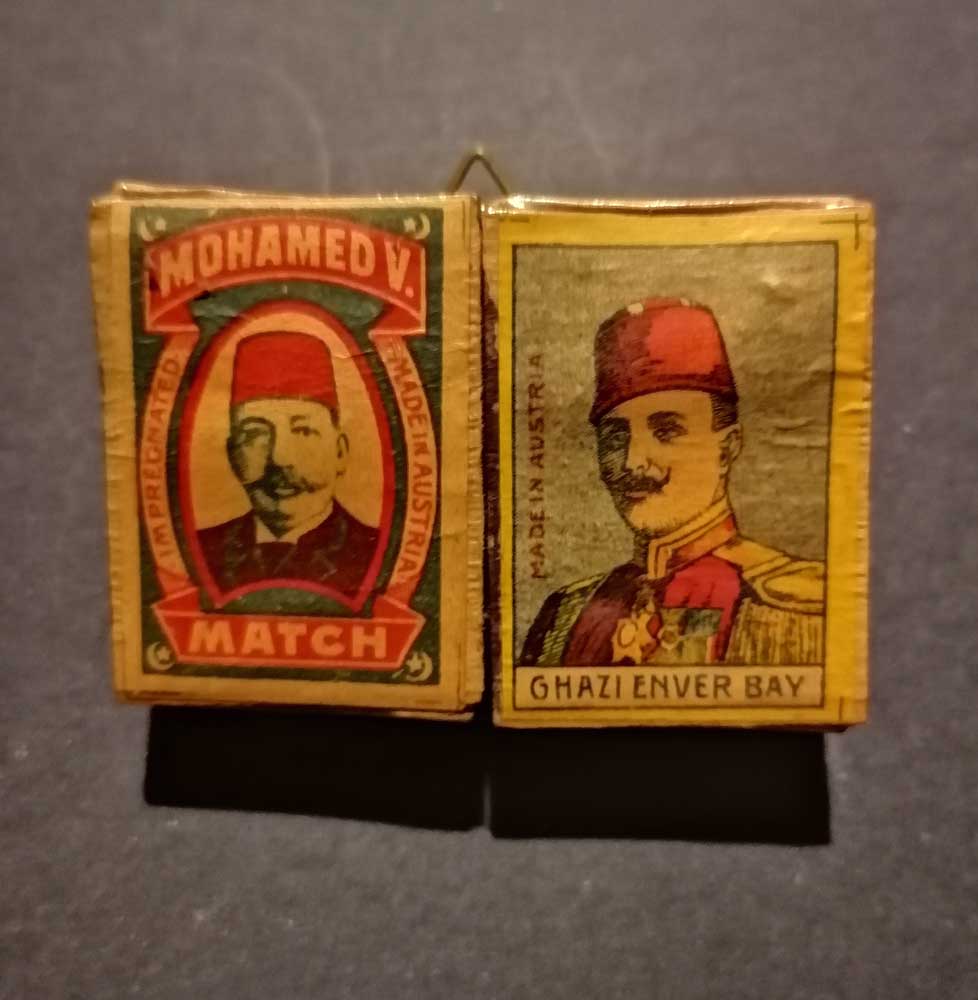 MOHAMED V.
IMPREGNATED
MADE IN AUSTRIA
MATCH
MADE IN AUSTRIA
GHAZI ENVER BAY